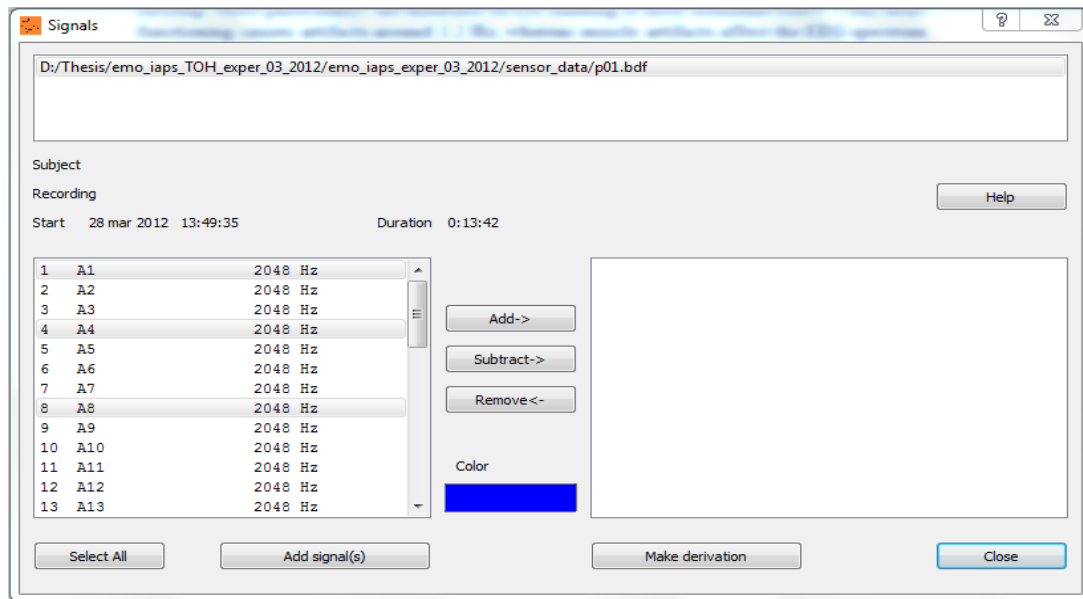 Signals
D:/Thesis/emo_iaps_TOH_exper_03_2012/emo_iaps_exper_03_2012/sensor_data/p01.bdf
Subject
Recording
Help
Start 28 mar 2012 13:49:35 Duration 0:13:42
1 A1 2048 Hz
2 A2 2048 Hz
3 A3 2048 Hz
4 A4 2048 Hz
5 A5 2048 Hz
6 A6 2048 Hz
7 A7 2048 Hz
8 A8 2048 Hz
9 A9 2048 Hz
10 A10 2048 Hz
11 A11 2048 Hz
12 A12 2048 Hz
13 A13 2048 Hz
Add->
Subtract->
Remove<-
Color
Select All
Add signal(s)
Make derivation
Close